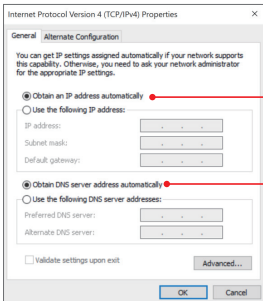 Internet Protocol Version 4 (TCP/IPv4) Properties
General
Alternate Configuration
You can get IP settings assigned automatically if your network supports
this capability. Otherwise, you need to ask your network administrator
for the appropriate IP settings.
Obtain an IP address automatically
Use the following IP address:
IP address:
Subnet mask:
Default gateway:
Obtain DNS server address automatically
Use the following DNS server addresses:
Preferred DNS server:
Alternate DNS server:
Validate settings upon exit
Advanced...
OK
Cancel